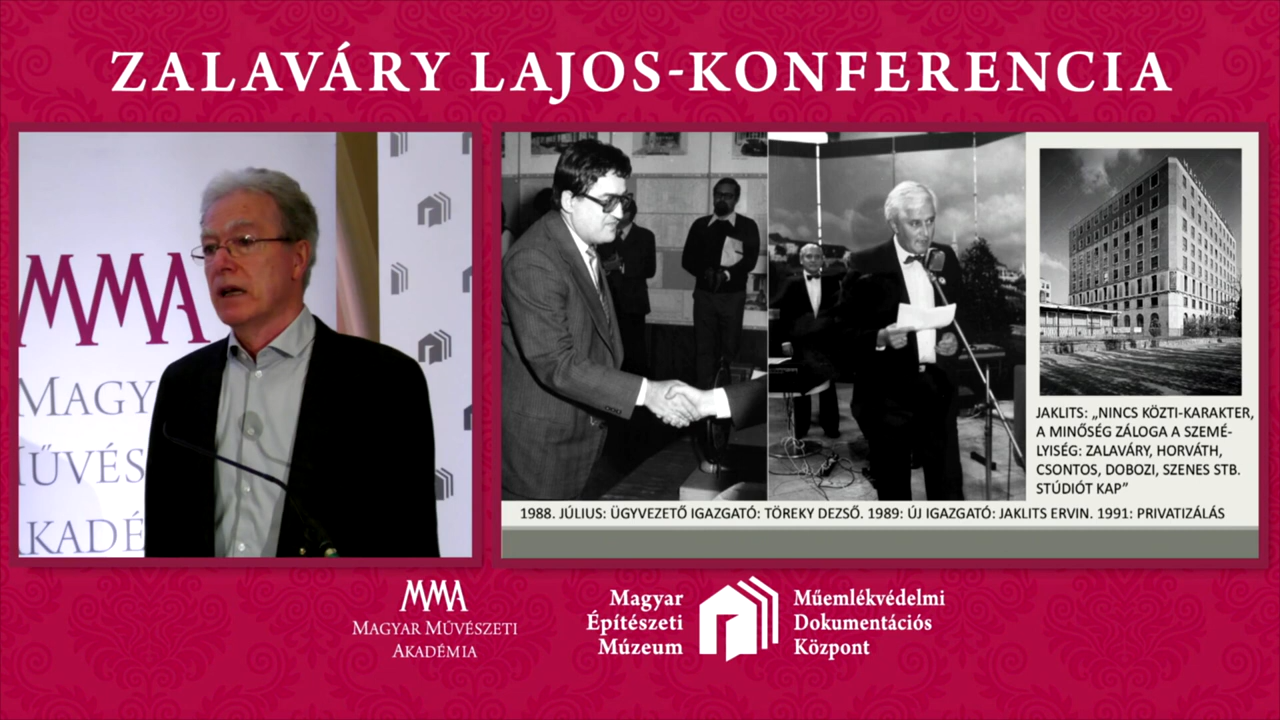 ZALAVÁRY LAJOS-KONFERENCIA
MMA
MAGY
MŰVÉS
AKADÉ
JAKLITS: „NINCS KÖZTI-KARAKTER,
A MINŐSÉG ZÁLOGA A SZEMÉ-
LYISÉG: ZALAVÁRY, HORVÁTH,
CSONTOS, DOBOZI, SZENES STB.
STÚDIÓT KAP”
1988. JÚLIUS: ÜGYVEZETŐ IGAZGATÓ: TÖREKY DEZSŐ. 1989: ÚJ IGAZGATÓ: JAKLITS ERVIN. 1991: PRIVATIZÁLÁS
MMA
MAGYAR MŰVÉSZETI
AKADÉMIA
Magyar
Építészeti
Múzeum
Műemlékvédelmi
Dokumentációs
Központ